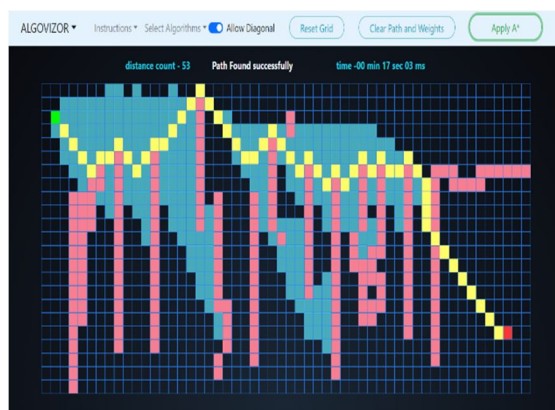 ALGOVIZOR Instructions Select Algorithms Allow Diagonal Reset Grid Clear Path and Weights Apply A*
distance count - 53 Path Found successfully time -00 min 17 sec 03 ms